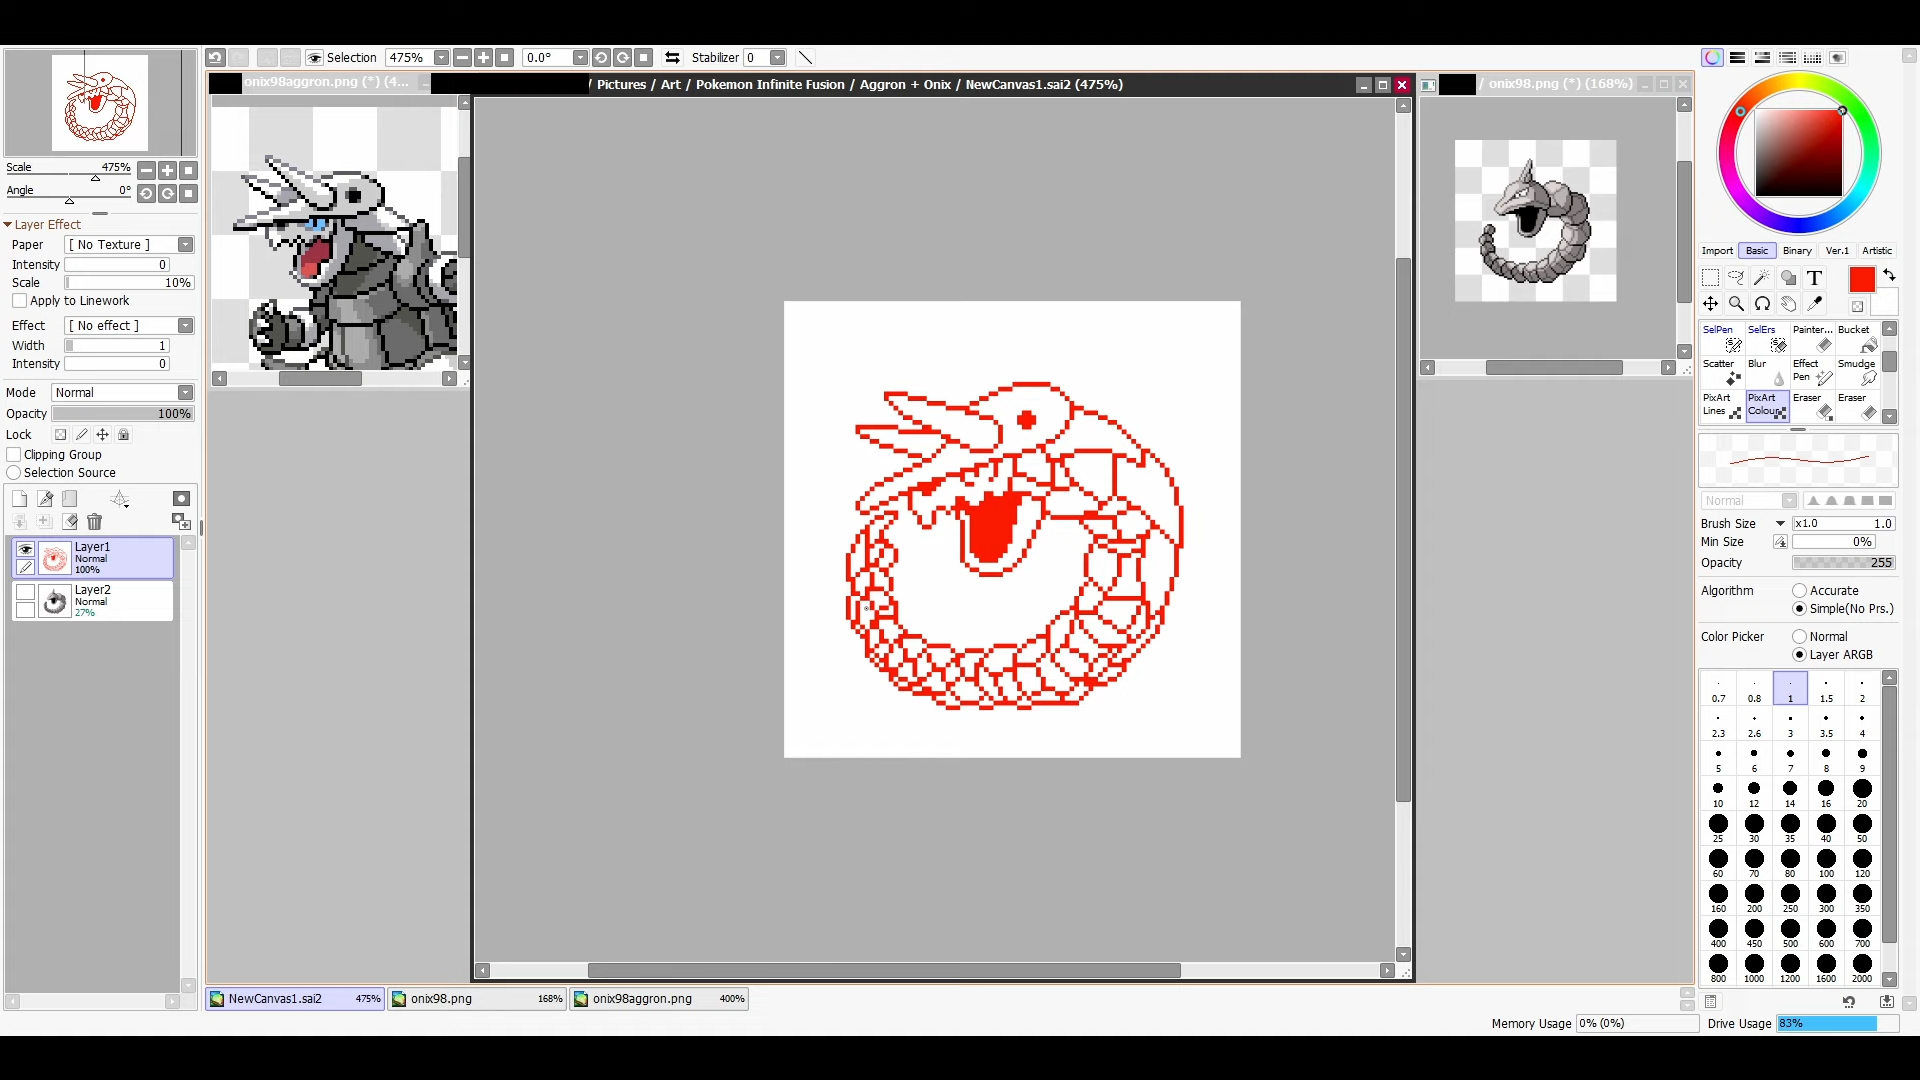 Selection 475% 0.0° Stabilizer 0
onix98aggron.png (*) (4...
/ Pictures / Art / Pokemon Infinite Fusion / Aggron + Onix / NewCanvas1.sai2 (475%)
/ onix98.png (*) (168%)
Scale 475%
Angle 0°
Layer Effect
Paper [ No Texture ]
Intensity 0
Scale 10%
Apply to Linework
Effect [ No effect ]
Width 1
Intensity 0
Mode Normal
Opacity 100%
Lock
Clipping Group
Selection Source
Layer1
Normal
100%
Layer2
Normal
27%
Import Basic Binary Ver.1 Artistic
T
SelPen SelErs Painter... Bucket
Scatter Blur Effect Pen Smudge
PixArt Lines PixArt Colour Eraser Eraser
Normal
Brush Size x1.0 1.0
Min Size 0%
Opacity 255
Algorithm Accurate
Simple(No Prs.)
Color Picker Normal
Layer ARGB
0.7 0.8 1 1.5 2
2.3 2.6 3 3.5 4
5 6 7 8 9
10 12 14 16 20
25 30 35 40 50
60 70 80 100 120
160 200 250 300 350
400 450 500 600 700
800 1000 1200 1600 2000
NewCanvas1.sai2 475% onix98.png 168% onix98aggron.png 400%
Memory Usage 0% (0%) Drive Usage 83%